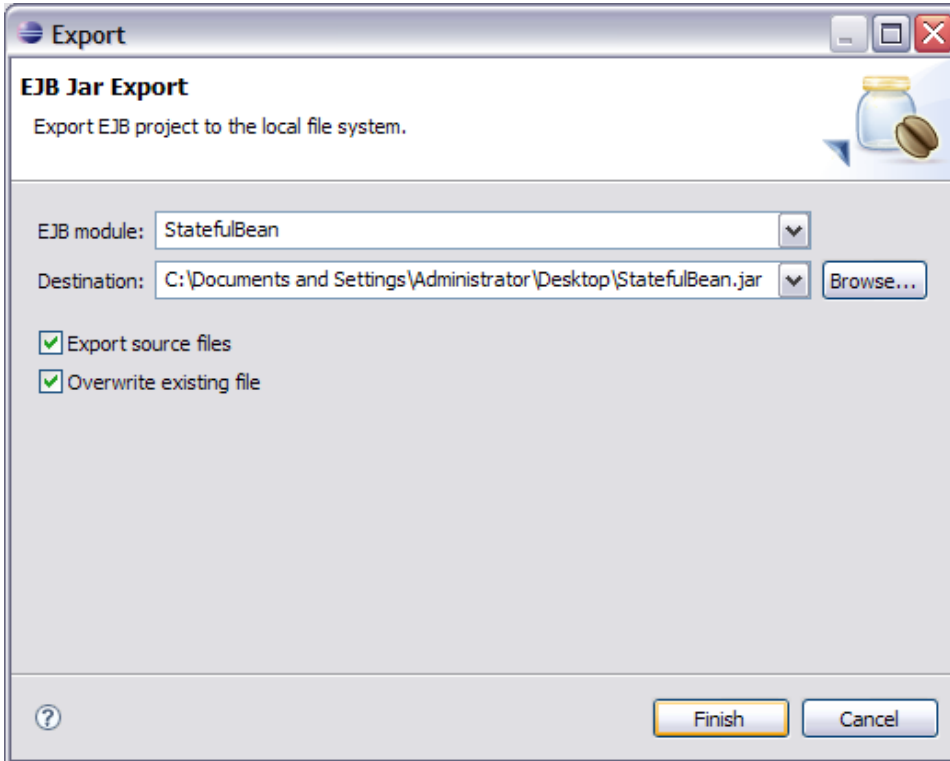 Export
EJB Jar Export
Export EJB project to the local file system.
EJB module: StatefulBean
Destination: C:\Documents and Settings\Administrator\Desktop\StatefulBean.jar Browse...
Export source files
Overwrite existing file
? Finish Cancel